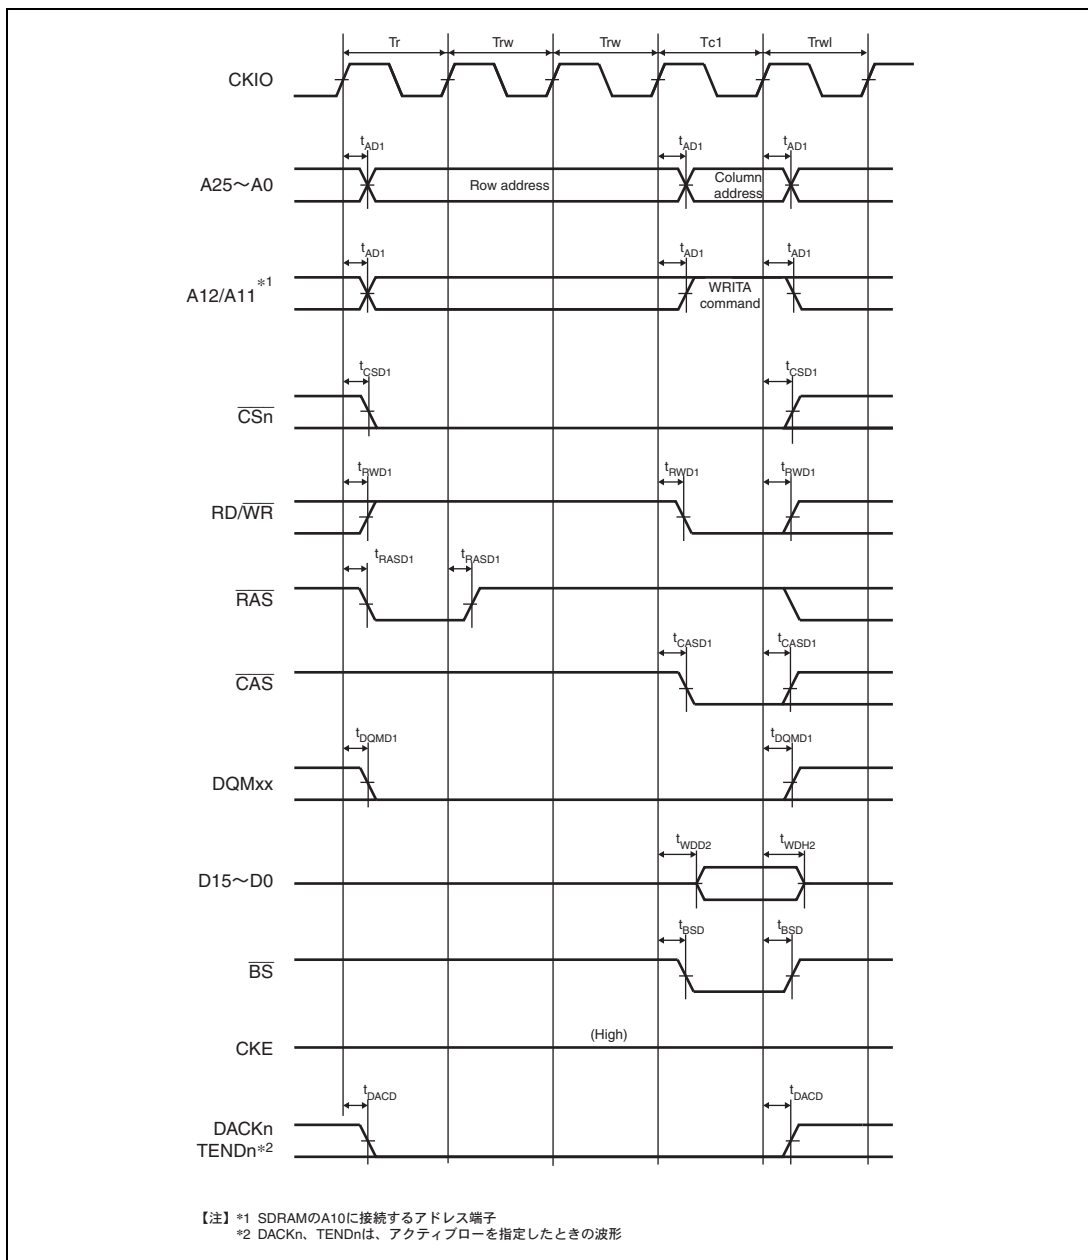 Tr Trw Trw Tc1 Trwl
CKIO
tAD1 tAD1 tAD1
A25～A0 Row address Column address
tAD1 tAD1 tAD1
A12/A11*1 WRITA command
tCSD1 tCSD1
CSn
tRWD1 tRWD1 tRWD1
RD/WR
tRASD1 tRASD1
RAS
tCASD1 tCASD1
CAS
tDQMD1 tDQMD1
DQMxx
tWDD2 tWDH2
D15～D0
tBSD tBSD
BS
(High)
CKE
tDACD tDACD
DACKn
TENDn*2
【注】 *1 SDRAMのA10に接続するアドレス端子
*2 DACKn、TENDnは、アクティブローを指定したときの波形